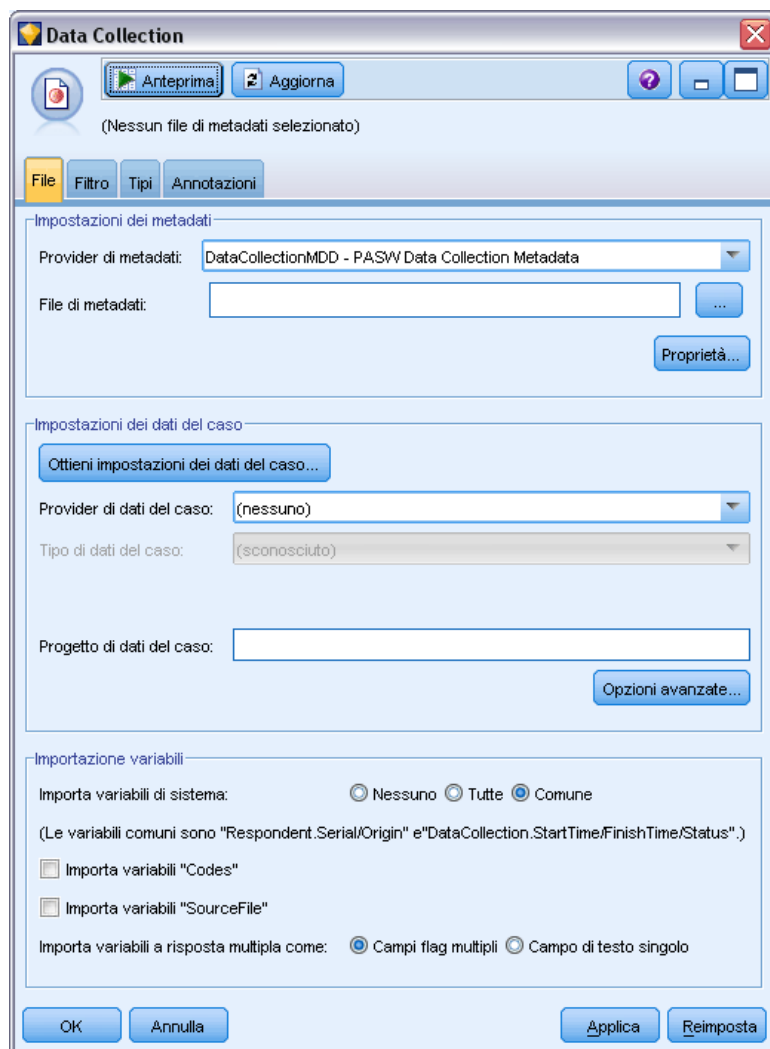 Data Collection
Anteprima Aggiorna
(Nessun file di metadati selezionato)
File Filtro Tipi Annotazioni
Impostazioni dei metadati
Provider di metadati: DataCollectionMDD - PASW Data Collection Metadata
File di metadati: ...
Proprietà...
Impostazioni dei dati del caso
Ottieni impostazioni dei dati del caso...
Provider di dati del caso: (nessuno)
Tipo di dati del caso: (sconosciuto)
Progetto di dati del caso:
Opzioni avanzate...
Importazione variabili
Importa variabili di sistema: Nessuno Tutte Comune
(Le variabili comuni sono "Respondent.Serial/Origin" e"DataCollection.StartTime/FinishTime/Status".)
Importa variabili "Codes"
Importa variabili "SourceFile"
Importa variabili a risposta multipla come: Campi flag multipli Campo di testo singolo
OK Annulla Applica Reimposta